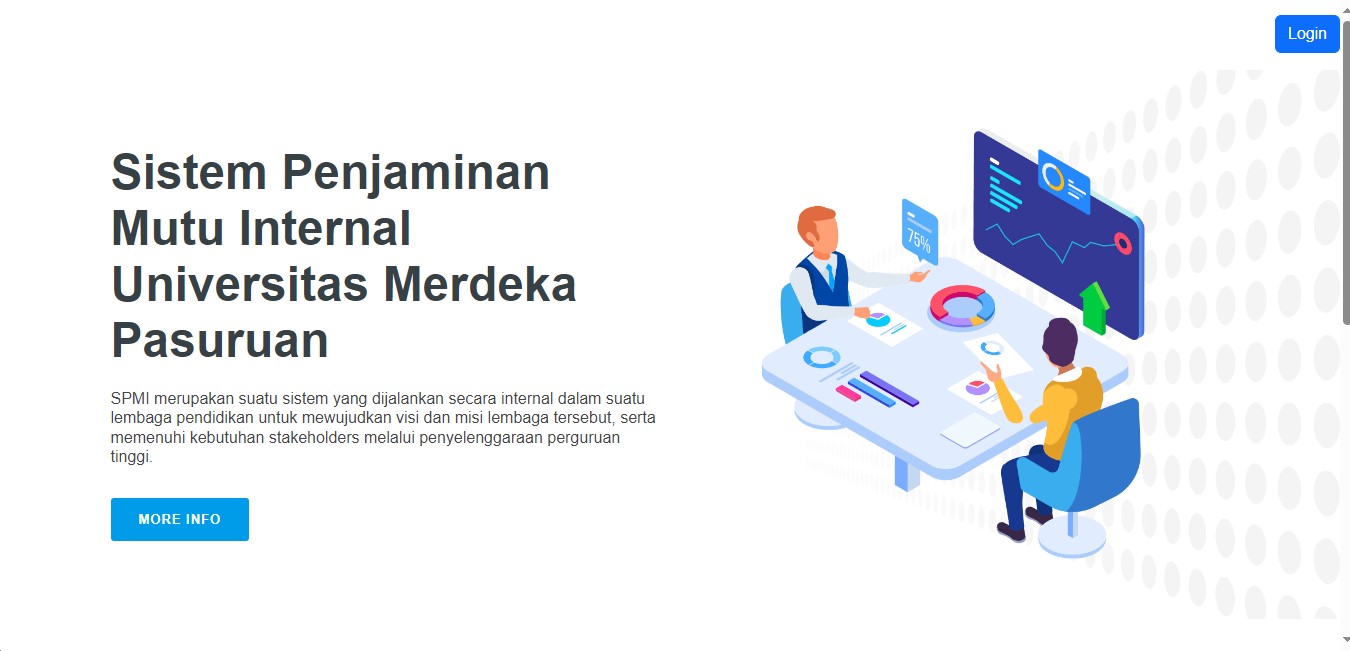 Login
Sistem Penjaminan
Mutu Internal
Universitas Merdeka
Pasuruan
SPMI merupakan suatu sistem yang dijalankan secara internal dalam suatu
lembaga pendidikan untuk mewujudkan visi dan misi lembaga tersebut, serta
memenuhi kebutuhan stakeholders melalui penyelenggaraan perguruan
tinggi.
MORE INFO
75%